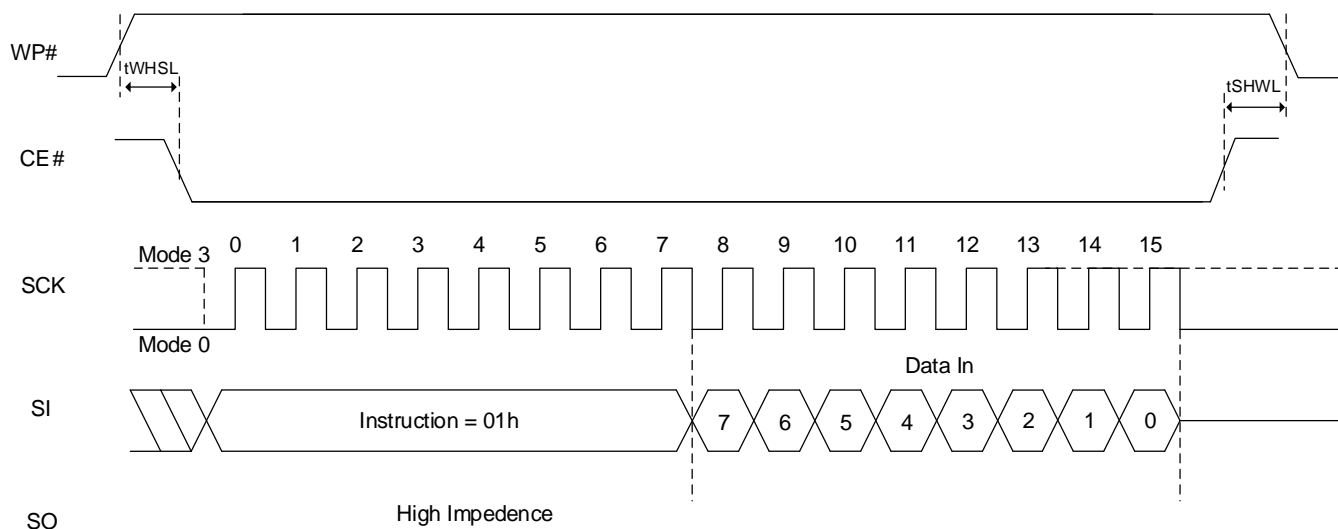 WP#
tWHSL
tSHWL
CE#
0 1 2 3 4 5 6 7 8 9 10 11 12 13 14 15
Mode 3
SCK
Mode 0
Data In
SI
Instruction = 01h
7 6 5 4 3 2 1 0
High Impedence
SO